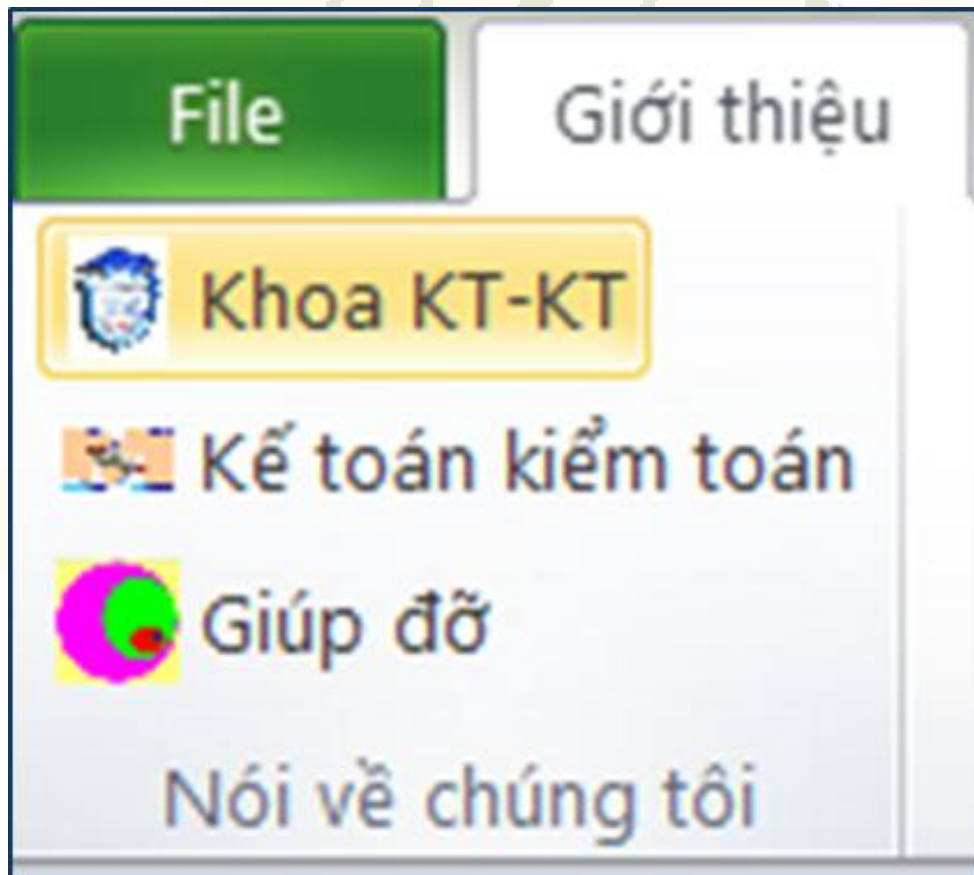 File Giới thiệu
Khoa KT-KT
Kế toán kiểm toán
Giúp đỡ
Nói về chúng tôi